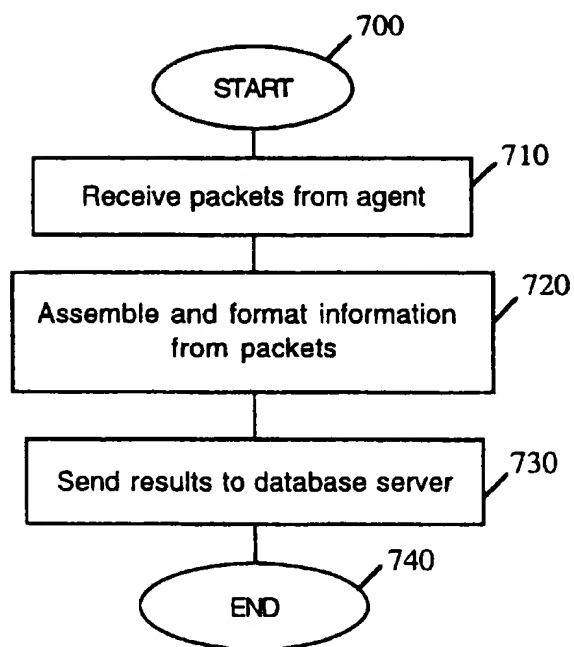 700
START
710
Receive packets from agent
720
Assemble and format information
from packets
730
Send results to database server
740
END